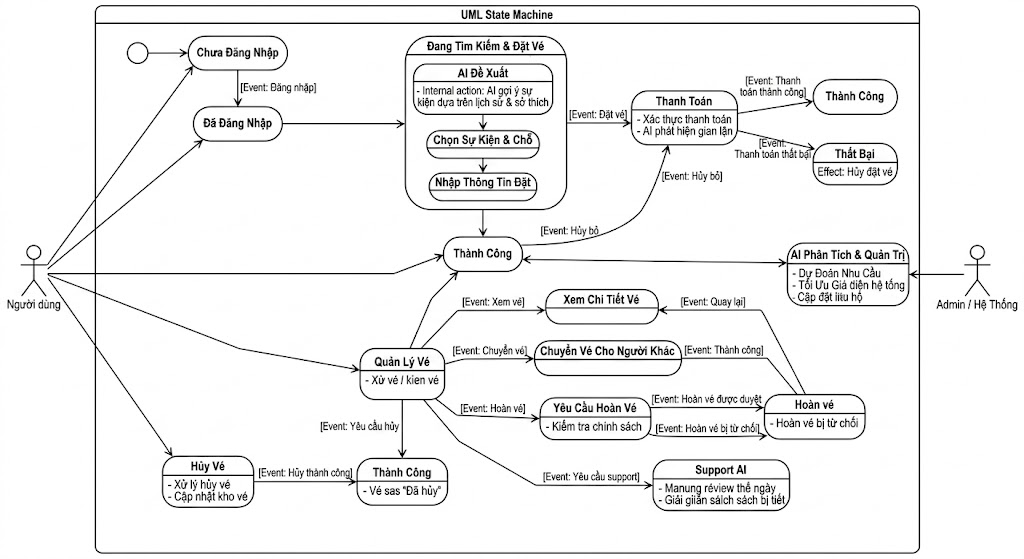 UML State Machine
Chưa Đăng Nhập
[Event: Đăng nhập]
Đã Đăng Nhập
Đang Tim Kiếm & Đặt Vé
AI Đề Xuất
- Internal action: AI gợi ý sự
kiện dựa trên lịch sử & sở thích
Chọn Sự Kiện & Chỗ
Nhập Thông Tin Đặt
[Event: Đặt vé]
Thanh Toán
- Xác thực thanh toán
- AI phát hiện gian lận
[Event: Thanh
toán thành công]
Thành Công
[Event:
Thanh toán thất bại
Thất Bại
Effect: Hủy đặt vé
[Event: Hủy bỏ]
[Event: Hủy bỏ
Thành Công
AI Phân Tích & Quản Trị
- Dự Đoán Nhu Cầu
- Tối Ưu Giá diện hệ tống
- Cập đặt liêu hộ
Người dùng
Admin / Hệ Thống
[Event: Xem vé]
Xem Chi Tiết Vé
[Event: Quay lại]
Quản Lý Vé
- Xử vé / kien vé
[Event: Chuyển vé]
Chuyển Vé Cho Người Khác
[Event: Thành công]
[Event: Hoàn vé]
Yêu Cầu Hoàn Vé
- Kiểm tra chinh sách
[Event: Hoàn vé được duyệt]
[Event: Hoàn vé bị từ chối]
Hoàn vé
- Hoàn vé bị từ chối
[Event: Yêu cầu hủy]
Hủy Vé
- Xử lý hủy vé
- Cập nhật kho vé
[Event: Hủy thành công]
Thành Công
- Vé sas "Đã hủy"
[Event: Yêu cầu support]
Support AI
- Manung réview thế ngày
- Giải giiản sálch sách bị tiết